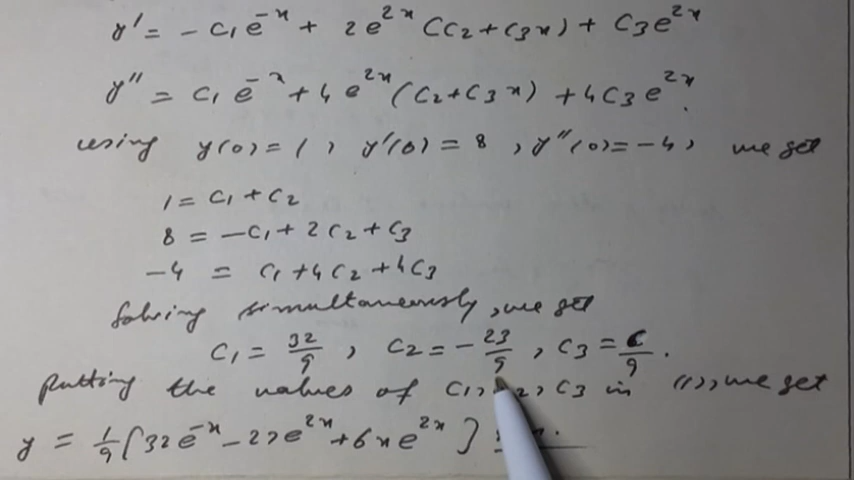 y' = - C₁e⁻ˣ + 2e²ˣ (C₂+C₃x) + C₃e²ˣ
y'' = C₁e⁻ˣ + 4e²ˣ (C₂+C₃x) + 4C₃e²ˣ.
using y(0) = 1, y'(0) = 8, y''(0) = -4, we get
1 = C₁ + C₂
8 = -C₁ + 2C₂ + C₃
-4 = C₁ + 4C₂ + 4C₃
Solving simultaneously, we get
C₁ = 32/9, C₂ = - 23/9, C₃ = 6/9.
Putting the values of C₁, C₂, C₃ in (1), we get
y = 1/9 [32e⁻ˣ - 23e²ˣ + 6xe²ˣ]